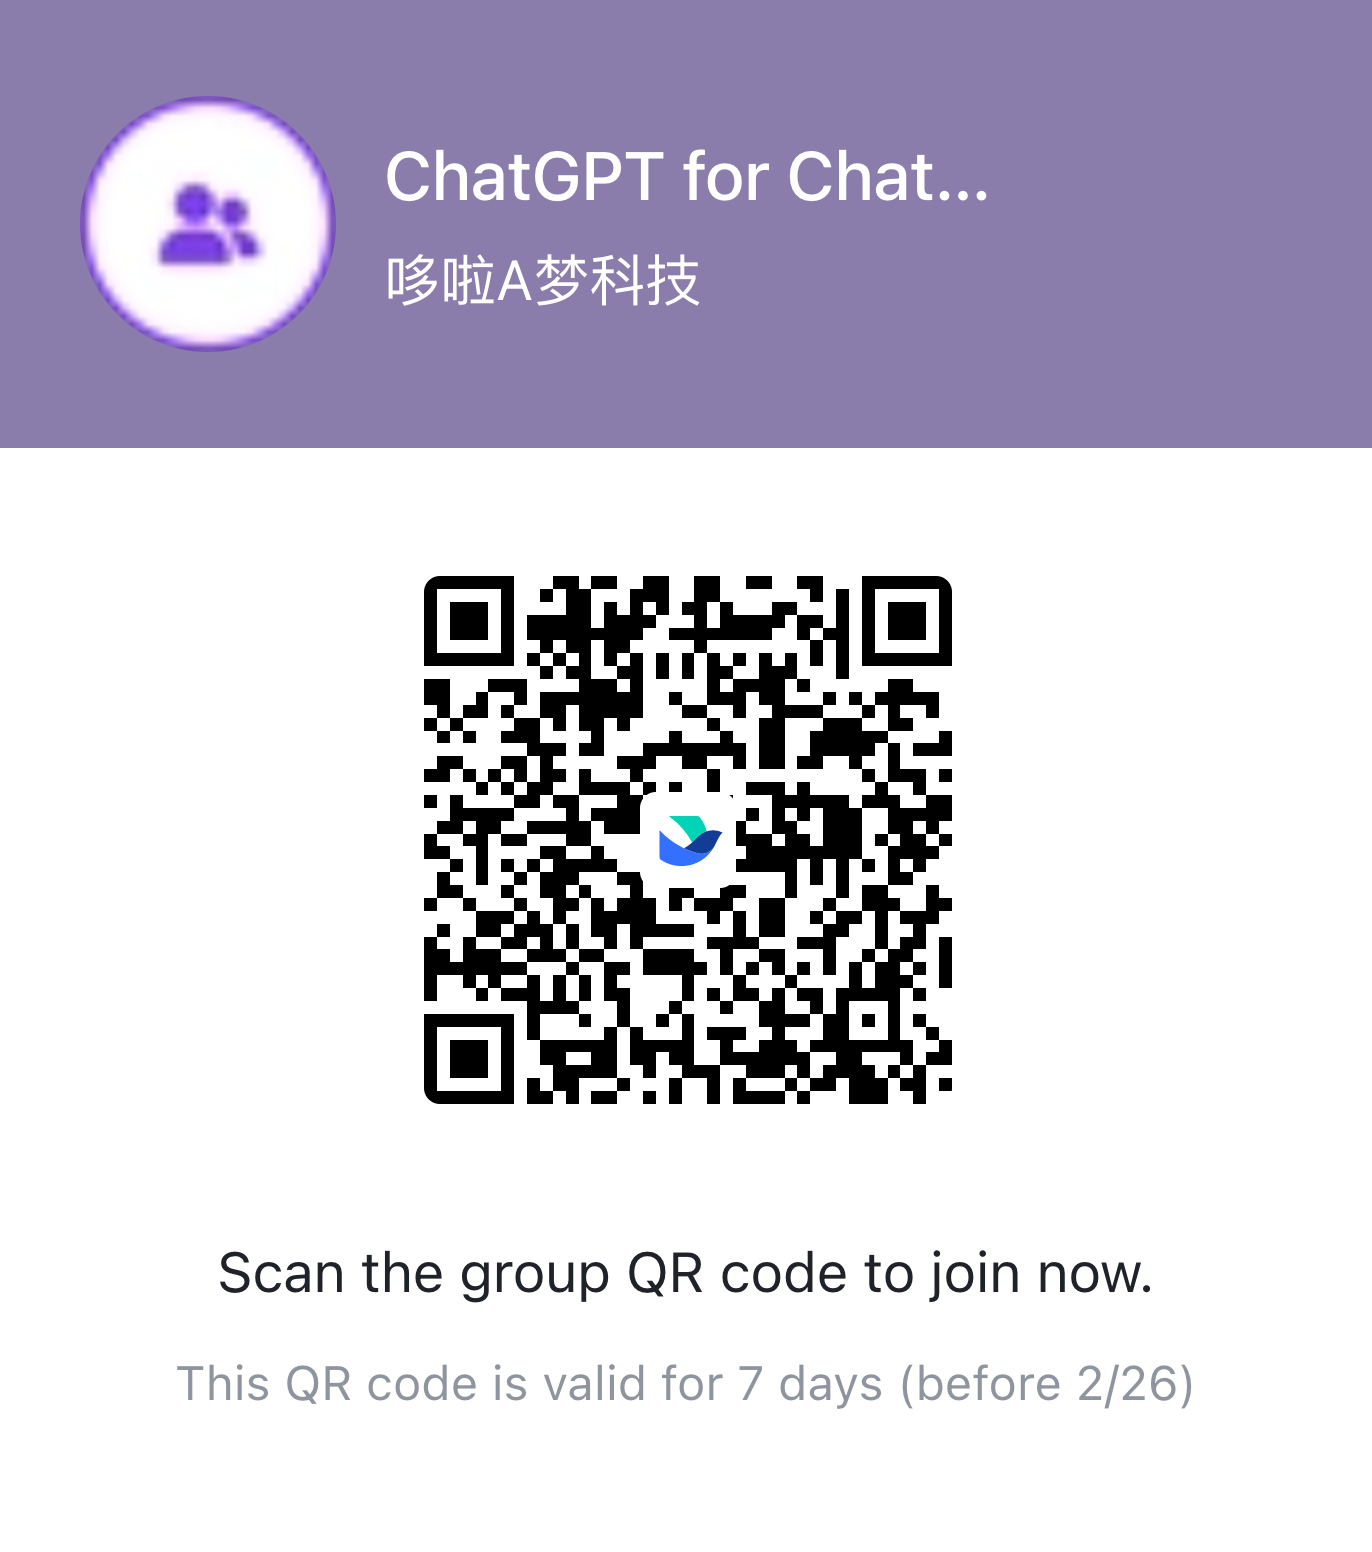 ChatGPT for Chat...
哆啦A梦科技
Scan the group QR code to join now.
This QR code is valid for 7 days (before 2/26)